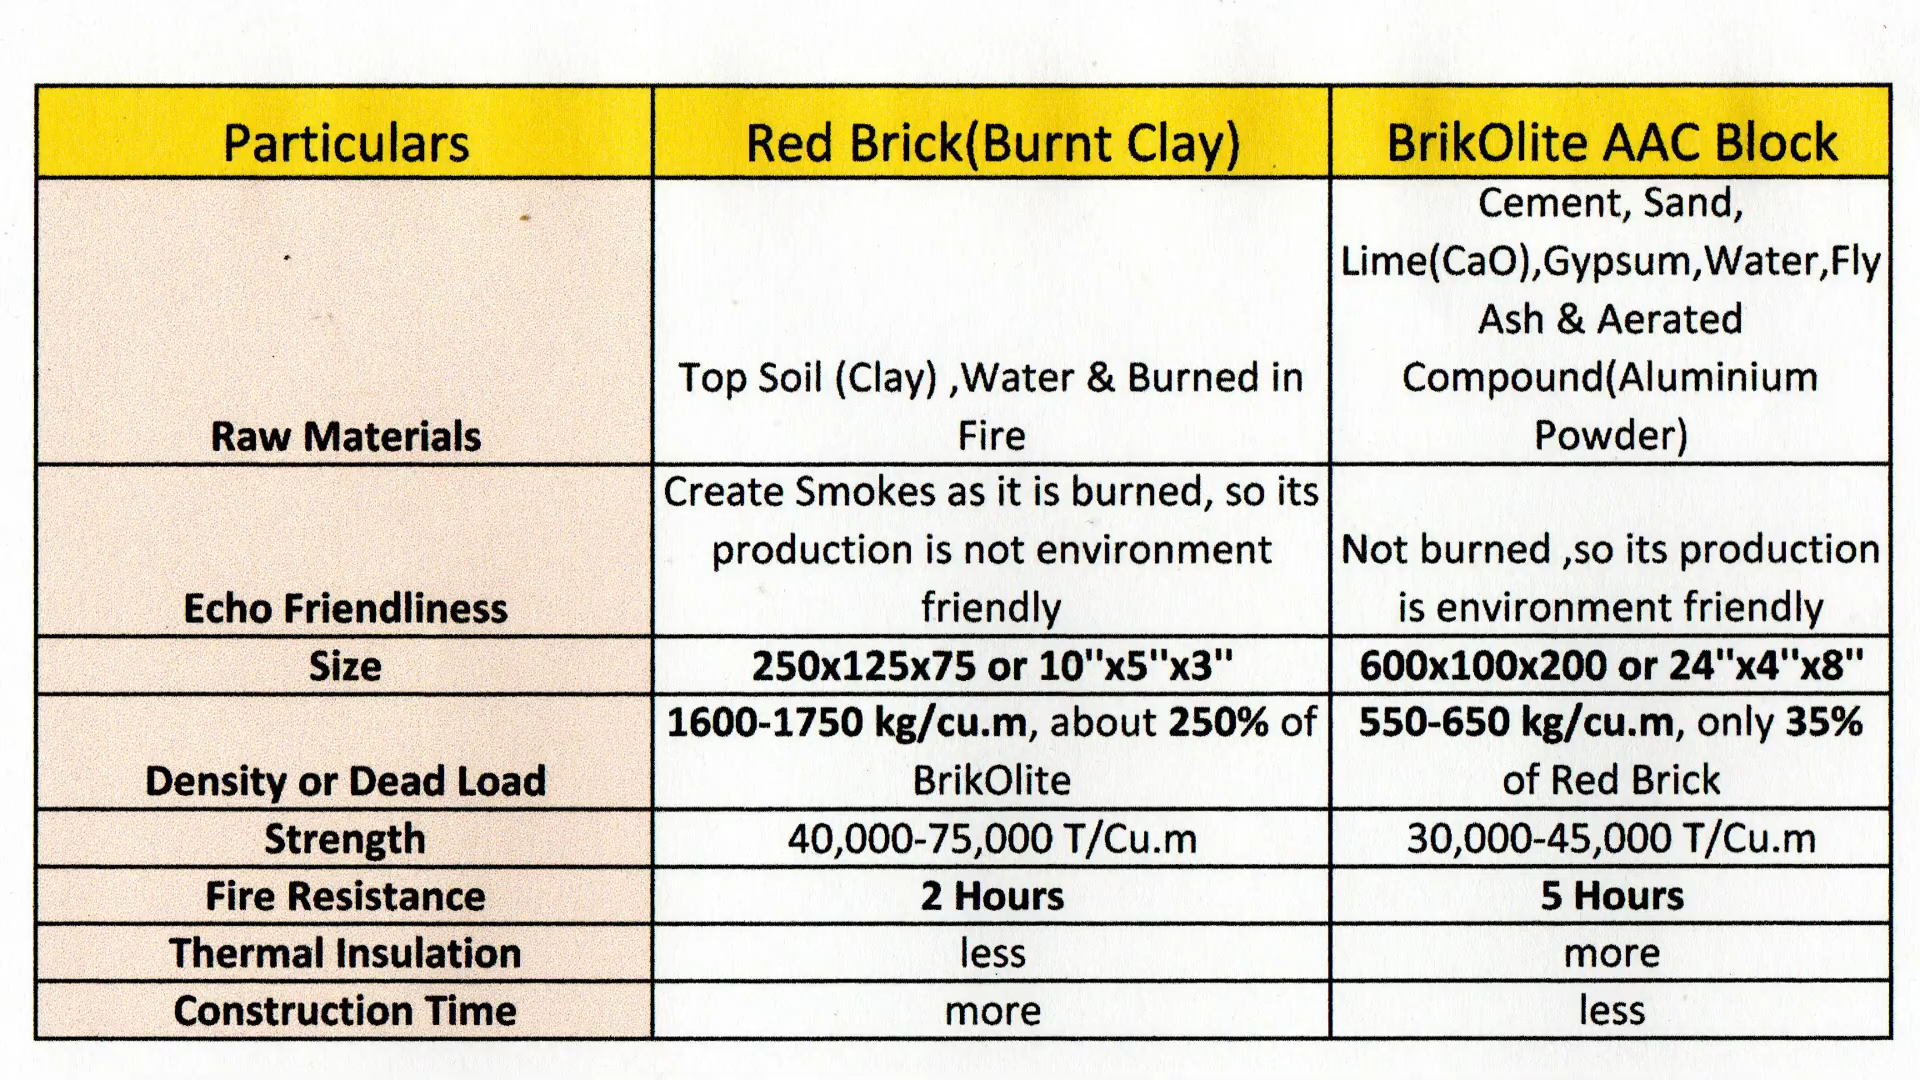 Particulars
Red Brick(Burnt Clay)
BrikOlite AAC Block
Raw Materials
Top Soil (Clay) ,Water & Burned in
Fire
Cement, Sand,
Lime(CaO),Gypsum,Water,Fly
Ash & Aerated
Compound(Aluminium
Powder)
Echo Friendliness
Create Smokes as it is burned, so its
production is not environment
friendly
Not burned ,so its production
is environment friendly
Size
250x125x75 or 10"x5"x3"
600x100x200 or 24"x4"x8"
Density or Dead Load
1600-1750 kg/cu.m, about 250% of
BrikOlite
550-650 kg/cu.m, only 35%
of Red Brick
Strength
40,000-75,000 T/Cu.m
30,000-45,000 T/Cu.m
Fire Resistance
2 Hours
5 Hours
Thermal Insulation
less
more
Construction Time
more
less